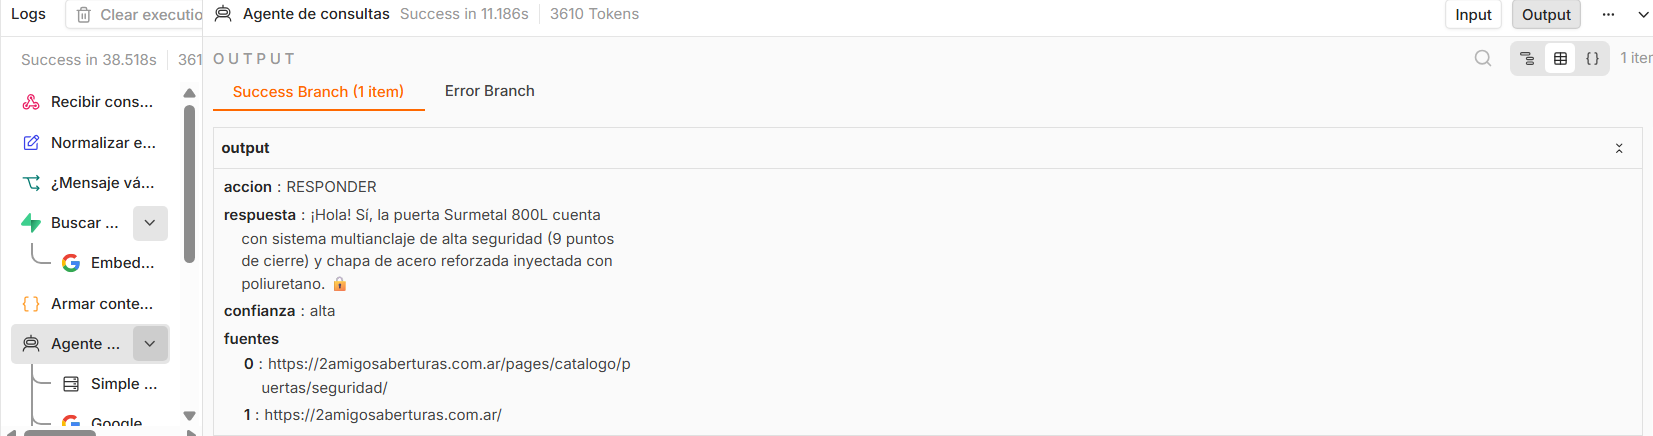 Logs
Clear executio
Agente de consultas Success in 11.186s 3610 Tokens
Input
Output
Success in 38.518s 361
OUTPUT
1 iter
Success Branch (1 item)
Error Branch
Recibir cons...
Normalizar e...
¿Mensaje vá...
Buscar ...
Embed...
Armar conte...
Agente ...
Simple ...
Google
output
accion : RESPONDER
respuesta : ¡Hola! Sí, la puerta Surmetal 800L cuenta
con sistema multianclaje de alta seguridad (9 puntos
de cierre) y chapa de acero reforzada inyectada con
poliuretano. 🔒
confianza : alta
fuentes
0 : https://2amigosaberturas.com.ar/pages/catalogo/p
uertas/seguridad/
1 : https://2amigosaberturas.com.ar/